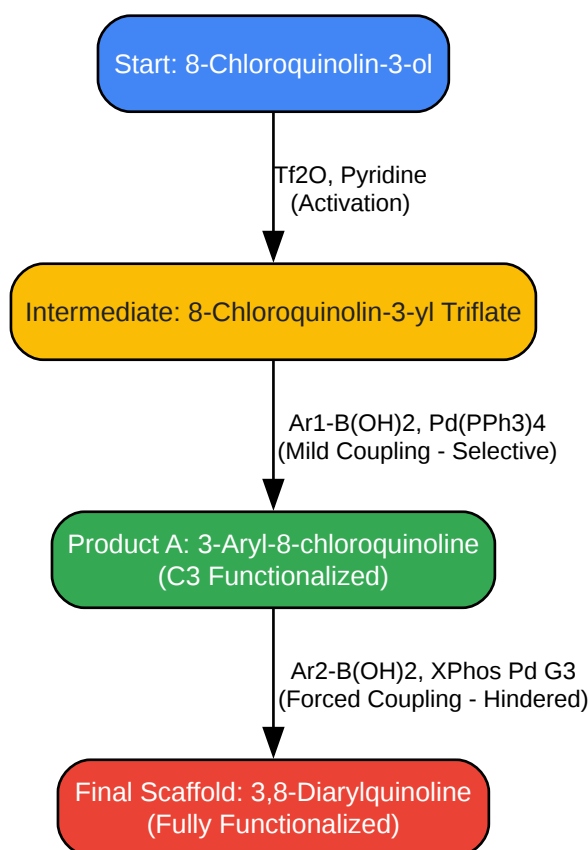 Start: 8-Chloroquinolin-3-ol
Tf2O, Pyridine
(Activation)
Intermediate: 8-Chloroquinolin-3-yl Triflate
Ar1-B(OH)2, Pd(PPh3)4
(Mild Coupling - Selective)
Product A: 3-Aryl-8-chloroquinoline
(C3 Functionalized)
Ar2-B(OH)2, XPhos Pd G3
(Forced Coupling - Hindered)
Final Scaffold: 3,8-Diarylquinoline
(Fully Functionalized)